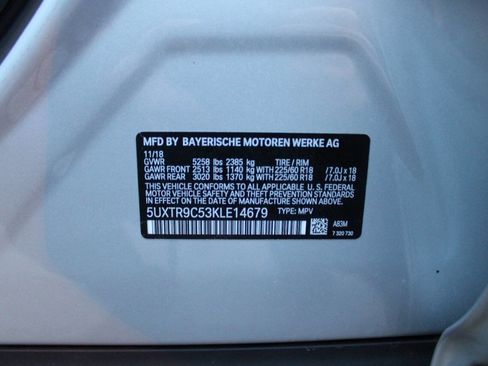 MFD BY BAYERISCHE MOTOREN WERKE AG
11/18
GVWR 5258 lbs 2385 kg TIRE / RIM
GAWR FRONT 2513 lbs 1140 kg 225/60 R18 /7.0J x 18
GAWR REAR 3020 lbs 1370 kg 225/60 R18 /7.0J x 18
THIS VEHICLE CONFORMS TO ALL APPLICABLE U. S. FEDERAL
MOTOR VEHICLE SAFETY, BUMPER, AND THEFT PREVENTION
STANDARDS IN EFFECT ON THE DATE OF MANUFACTURE SHOWN ABOVE.
5UXTR9C53KLE14679 TYPE: MPV
A83M
7 320 730